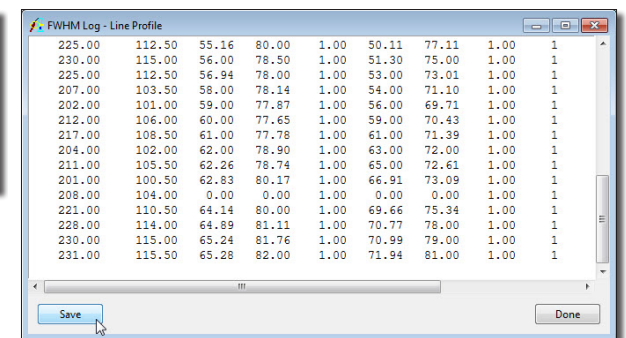 FWHM Log - Line Profile
225.00 112.50 55.16 80.00 1.00 50.11 77.11 1.00 1
230.00 115.00 56.00 78.50 1.00 51.30 75.00 1.00 1
225.00 112.50 56.94 78.00 1.00 53.00 73.01 1.00 1
207.00 103.50 58.00 78.14 1.00 54.00 71.10 1.00 1
202.00 101.00 59.00 77.87 1.00 56.00 69.71 1.00 1
212.00 106.00 60.00 77.65 1.00 59.00 70.43 1.00 1
217.00 108.50 61.00 77.78 1.00 61.00 71.39 1.00 1
204.00 102.00 62.00 78.90 1.00 63.00 72.00 1.00 1
211.00 105.50 62.26 78.74 1.00 65.00 72.61 1.00 1
201.00 100.50 62.83 80.17 1.00 66.91 73.09 1.00 1
208.00 104.00 0.00 0.00 1.00 0.00 0.00 1.00 1
221.00 110.50 64.14 80.00 1.00 69.66 75.34 1.00 1
228.00 114.00 64.89 81.11 1.00 70.77 78.00 1.00 1
230.00 115.00 65.24 81.76 1.00 70.99 79.00 1.00 1
231.00 115.50 65.28 82.00 1.00 71.94 81.00 1.00 1
Save Done